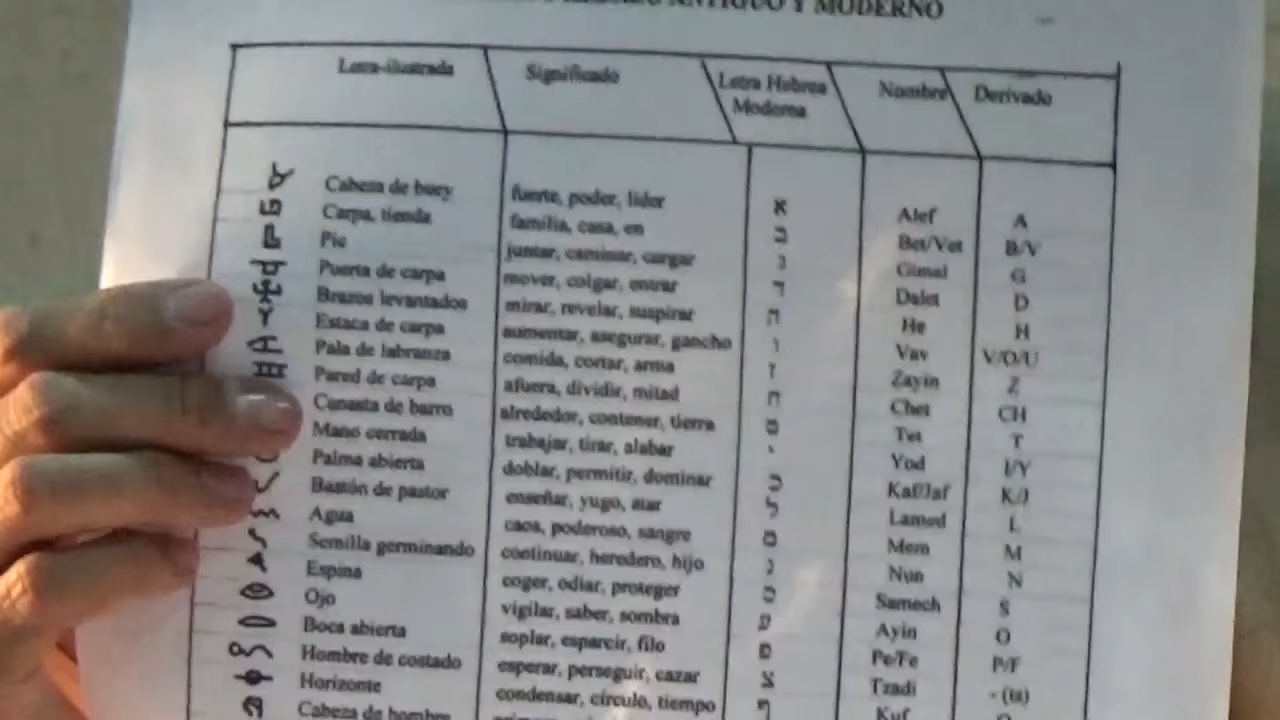 ANTIGUO Y MODERNO
Letra-ilustrada Significado Letra Hebrea Moderna Nombre Derivado
Cabeza de buey fuerte, poder, lider א Alef A
Carpa, tienda familia, casa, en ב Bet/Vet B/V
Pie juntar, caminar, cargar Gimal G
Puerta de carpa mover, colgar, entrar ד Dalet D
Brazos levantados mirar, revelar, suspirar ה He H
Estaca de carpa aumentar, asegurar, gancho ו Vav V/O/U
Pala de labranza comida, cortar, arma ז Zayin Z
Pared de carpa afuera, dividir, mitad ח Chet CH
Canasta de barro alrededor, contener, tierra Tet T
Mano cerrada trabajar, tirar, alabar י Yod I/Y
Palma abierta doblar, permitir, dominar כ Kaf/Jaf K/J
Bastón de pastor enseñar, yugo, atar ל Lamed L
Agua caos, poderoso, sangre Mem M
Semilla germinando continuar, heredero, hijo נ Nun N
Espina coger, odiar, proteger Samech S
Ojo vigilar, saber, sombra ע Ayin O
Boca abierta soplar, esparcir, filo Pe/Fe P/F
Hombre de costado esperar, perseguir, cazar צ Tzadi - (tz)
Horizonte condensar, círculo, tiempo Kuf
Cabeza de hombre